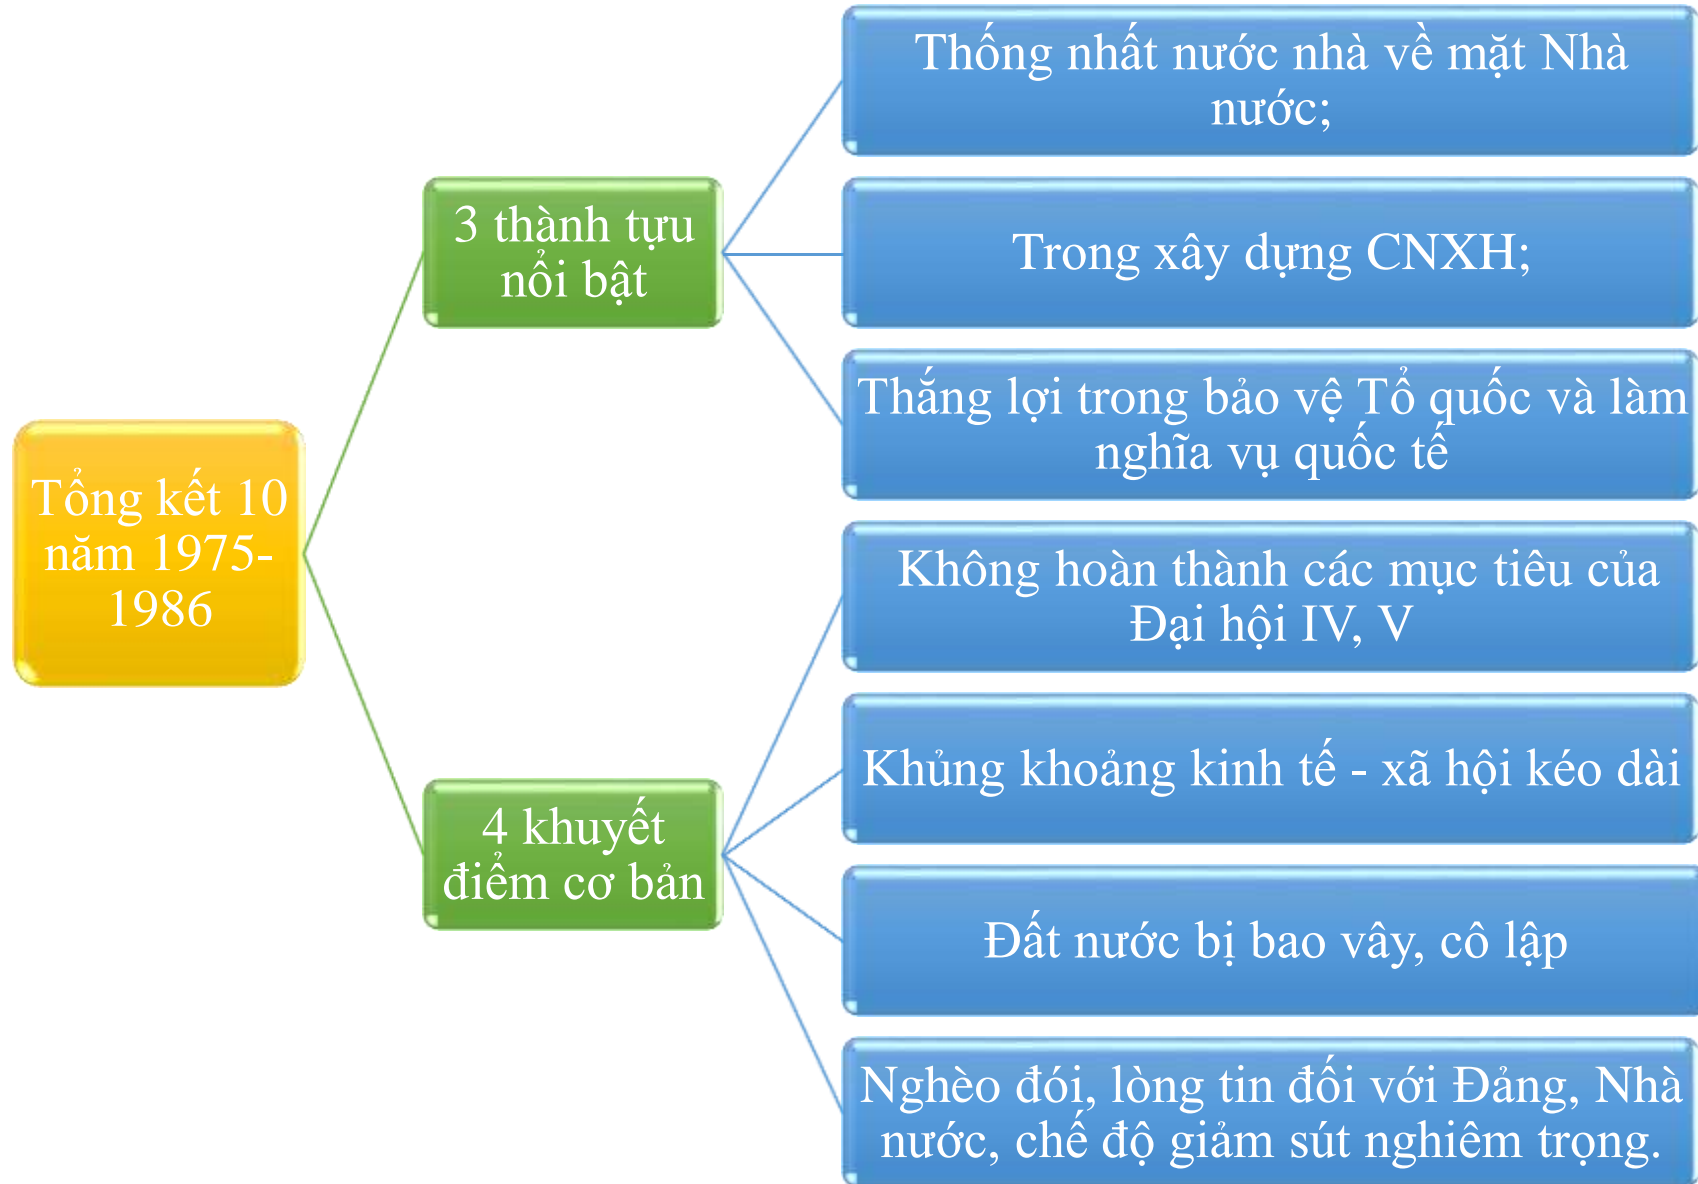 Tổng kết 10
năm 1975-
1986
3 thành tựu
nổi bật
Thống nhất nước nhà về mặt Nhà
nước;
Trong xây dựng CNXH;
Thắng lợi trong bảo vệ Tổ quốc và làm
nghĩa vụ quốc tế
4 khuyết
điểm cơ bản
Không hoàn thành các mục tiêu của
Đại hội IV, V
Khủng khoảng kinh tế - xã hội kéo dài
Đất nước bị bao vây, cô lập
Nghèo đói, lòng tin đối với Đảng, Nhà
nước, chế độ giảm sút nghiêm trọng.